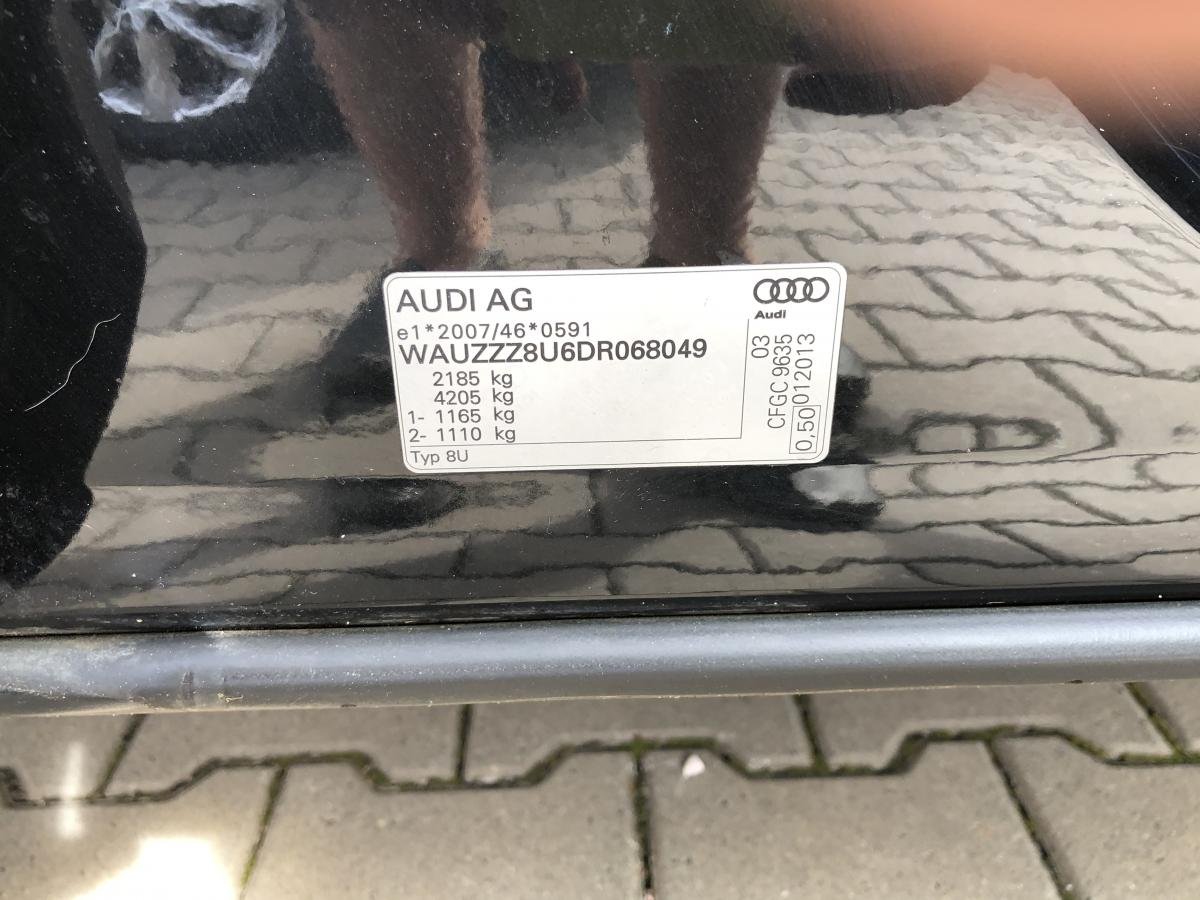 AUDI AG
e1*2007/46*0591
WAUZZZ8U6DR068049
2185 kg
4205 kg
1- 1165 kg
2- 1110 kg
Typ 8U
Audi
03
CFGC 9635
0,50 012013